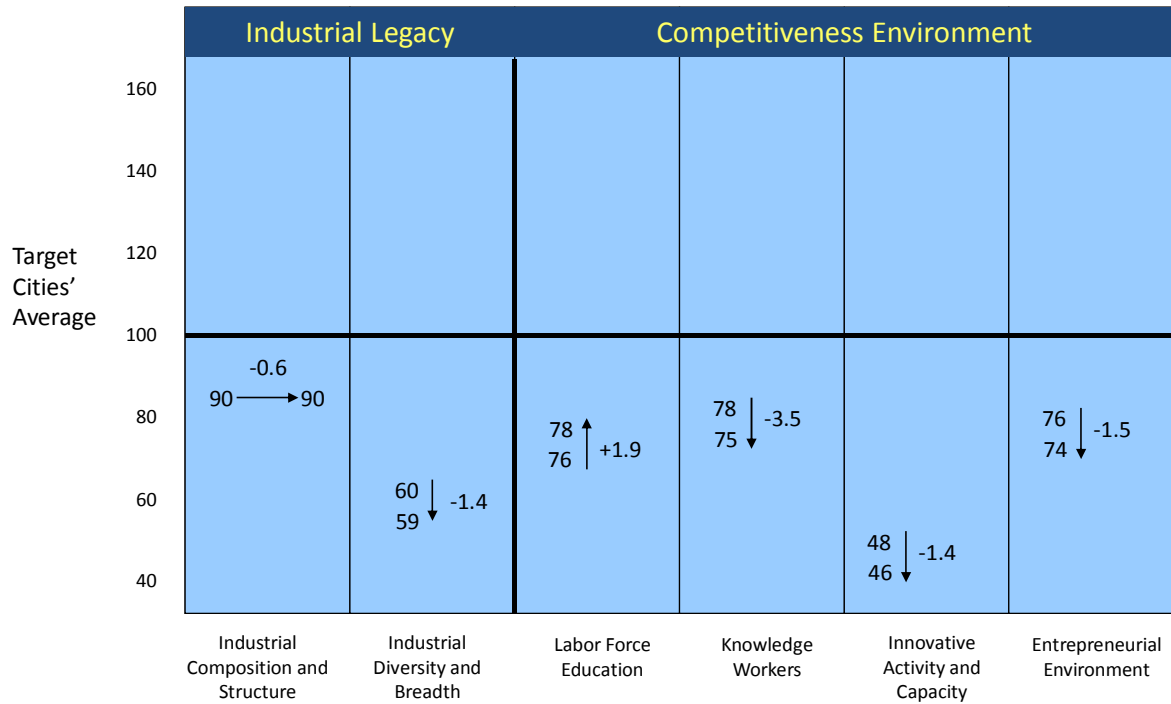 Industrial Legacy
Competitiveness Environment
160
140
120
Target
Cities’
Average
100
80
60
40
-0.6
90
90
60
59
-1.4
78
76
+1.9
78
75
-3.5
48
46
-1.4
76
74
-1.5
Industrial
Composition and
Structure
Industrial
Diversity and
Breadth
Labor Force
Education
Knowledge
Workers
Innovative
Activity and
Capacity
Entrepreneurial
Environment